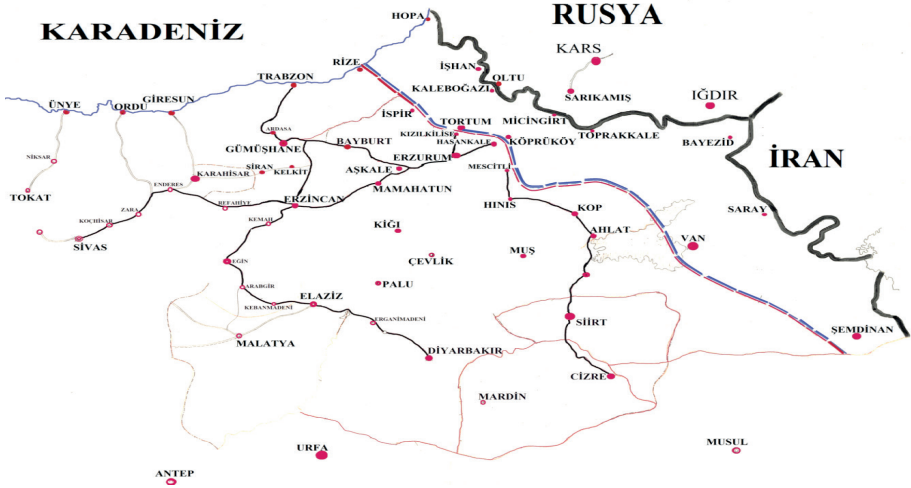 RUSYA
KARADENİZ
HOPA
KARS
RİZE
İŞHAN
OLTU
TRABZON
KALEBOĞAZI
SARIKAMIŞ
IĞDIR
ÜNYE
ORDU
GİRESUN
İSPİR
TORTUM
MİCİNGİRT
ARDASA
KIZILKİLİSE
TOPRAKKALE
BAYEZİD
GÜMÜŞHANE
BAYBURT
HASANKALE
KÖPRÜKÖY
İRAN
NİKSAR
ŞİRAN
KELKİT
AŞKALE
ERZURUM
MESCİTLİ
KARAHİSAR
ENDERES
MAMAHATUN
TOKAT
ZARA
REFAHİYE
ERZİNCAN
HINIS
KOP
SARAY
KOÇHİSAR
KEMAH
SİVAS
KİĞI
AHLAT
VAN
MUŞ
EĞİN
ÇEVLİK
PALU
ARABGİR
KEBANMADENİ
ELAZİZ
SİİRT
ŞEMDİNAN
ERGANİMADENİ
MALATYA
DİYARBAKIR
CİZRE
MARDİN
URFA
MUSUL
ANTEP